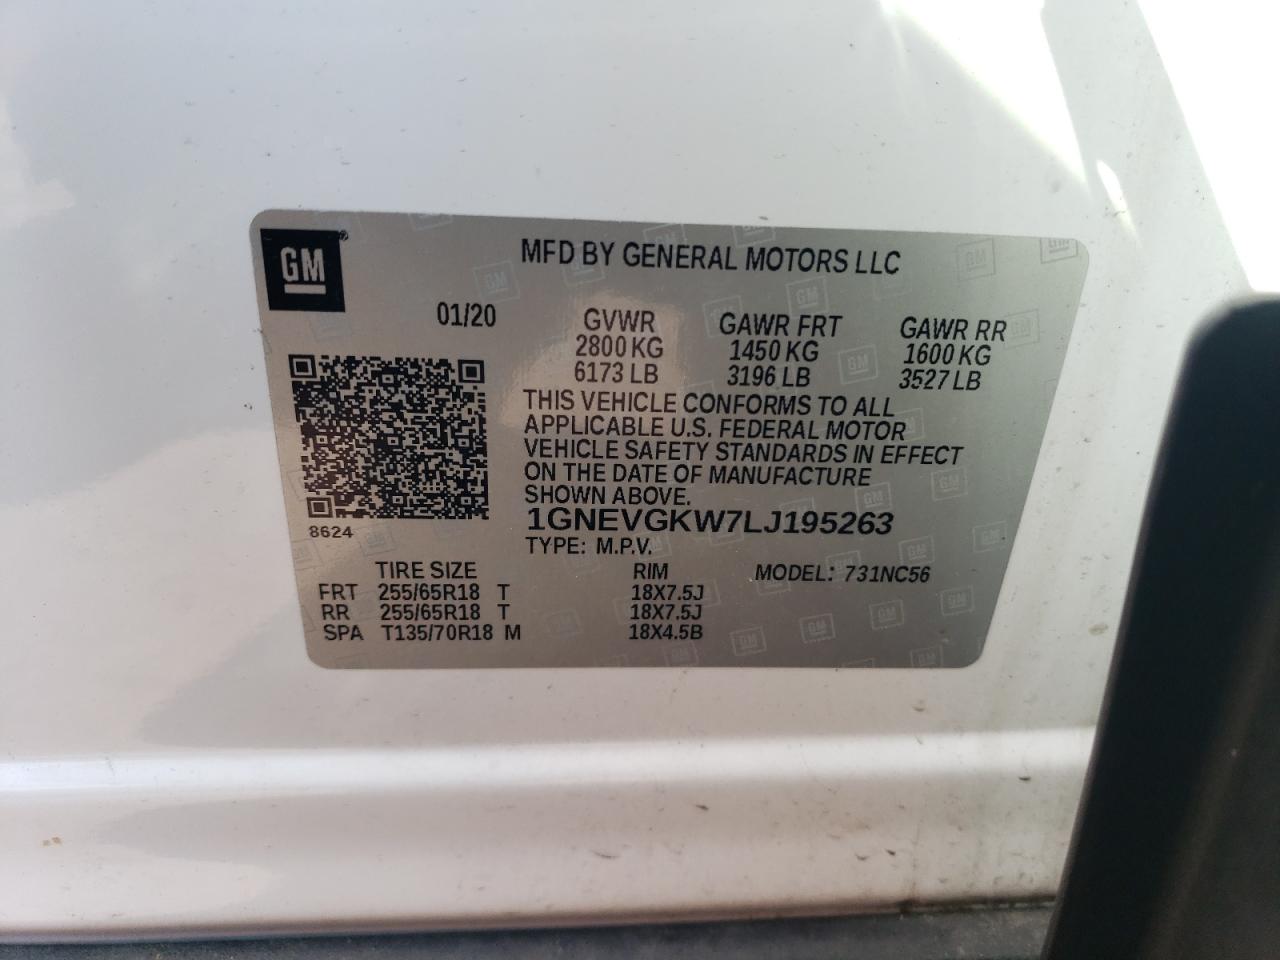 GM
MFD BY GENERAL MOTORS LLC
01/20
GVWR GAWR FRT GAWR RR
2800 KG 1450 KG 1600 KG
6173 LB 3196 LB 3527 LB
THIS VEHICLE CONFORMS TO ALL
APPLICABLE U.S. FEDERAL MOTOR
VEHICLE SAFETY STANDARDS IN EFFECT
ON THE DATE OF MANUFACTURE
SHOWN ABOVE.
1GNEVGKW7LJ195263
8624
TYPE: M.P.V.
TIRE SIZE RIM MODEL: 731NC56
FRT 255/65R18 T 18X7.5J
RR 255/65R18 T 18X7.5J
SPA T135/70R18 M 18X4.5B